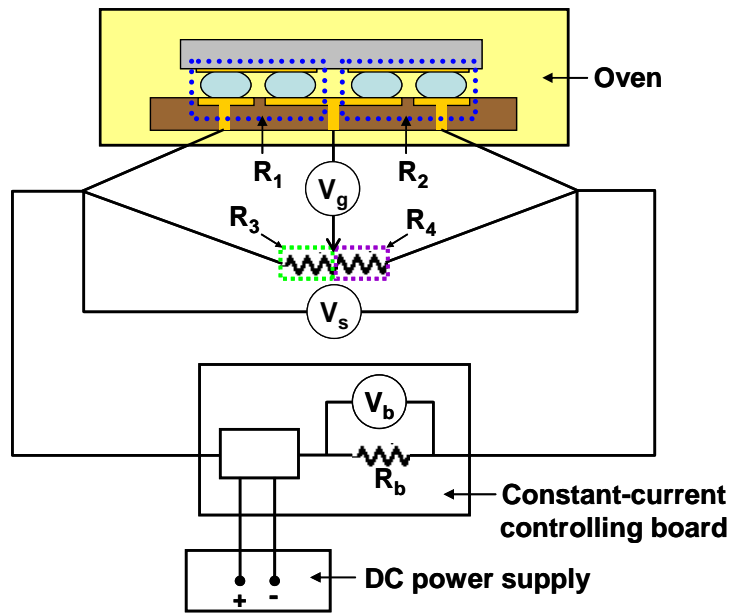 Oven
R1
R2
Vg
R3
R4
Vs
Vb
Rb
Constant-current
controlling board
+ -
DC power supply